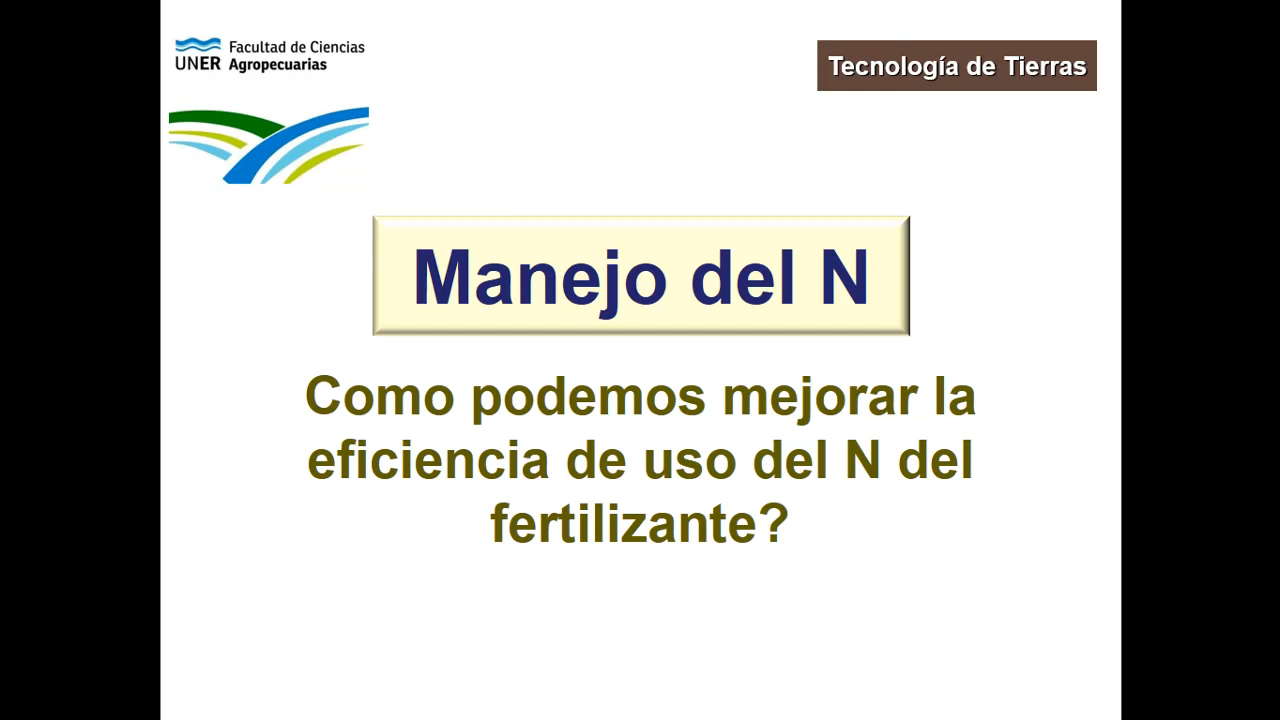 Facultad de Ciencias
UNER Agropecuarias
Tecnología de Tierras
Manejo del N
Como podemos mejorar la
eficiencia de uso del N del
fertilizante?